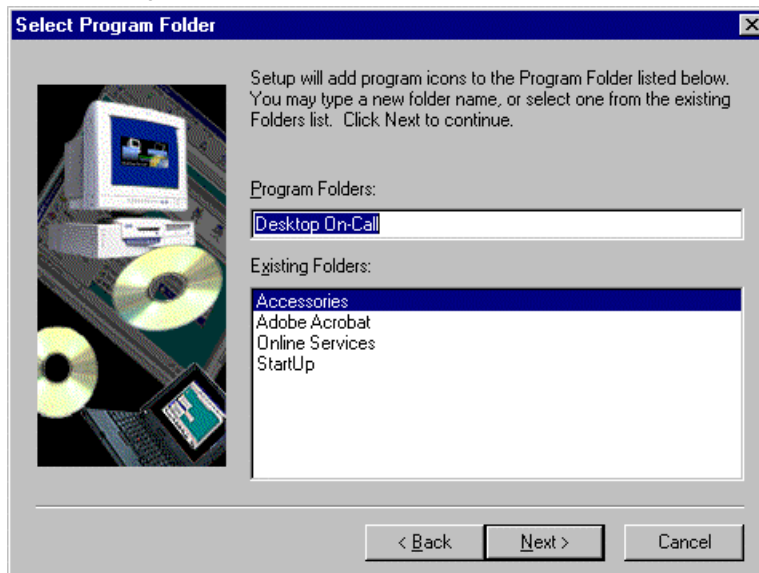 Select Program Folder
Setup will add program icons to the Program Folder listed below.
You may type a new folder name, or select one from the existing
Folders list. Click Next to continue.
Program Folders:
Desktop On-Call
Existing Folders:
Accessories
Adobe Acrobat
Online Services
StartUp
< Back
Next >
Cancel